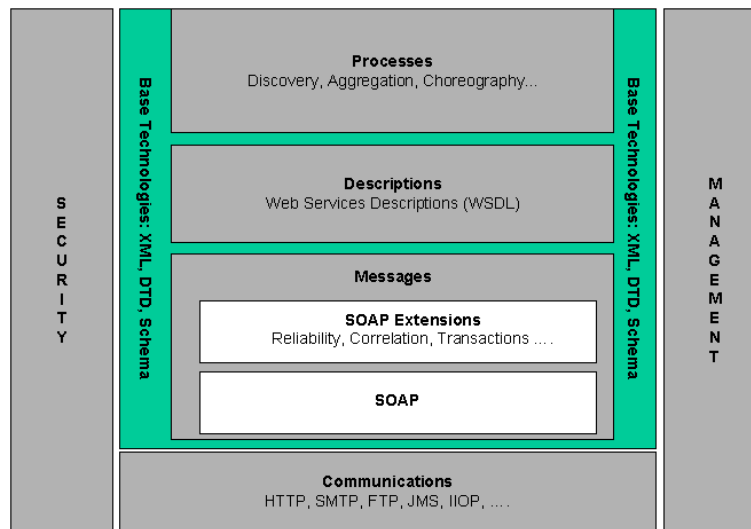 Processes
Discovery, Aggregation, Choreography...
Base Technologies: XML, DTD, Schema
Base Technologies: XML, DTD, Schema
Descriptions
Web Services Descriptions (WSDL)
SECURITY
MANAGEMENT
Messages
SOAP Extensions
Reliability, Correlation, Transactions ....
SOAP
Communications
HTTP, SMTP, FTP, JMS, IIOP, ....